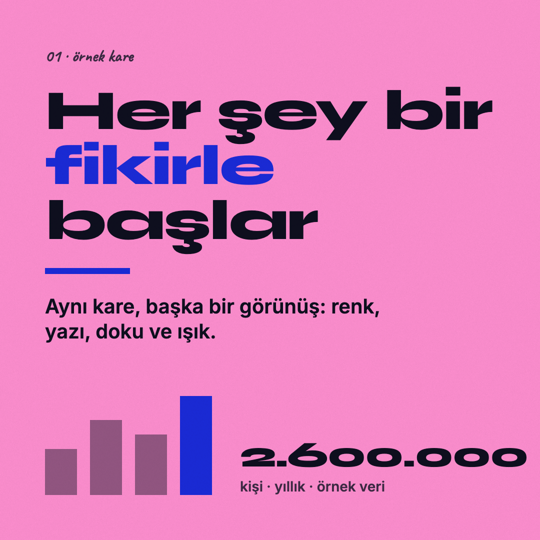 01 · örnek kare
Her şey bir
fikirle
başlar
Aynı kare, başka bir görünüş: renk,
yazı, doku ve ışık.
2.600.000
kişi · yıllık · örnek veri